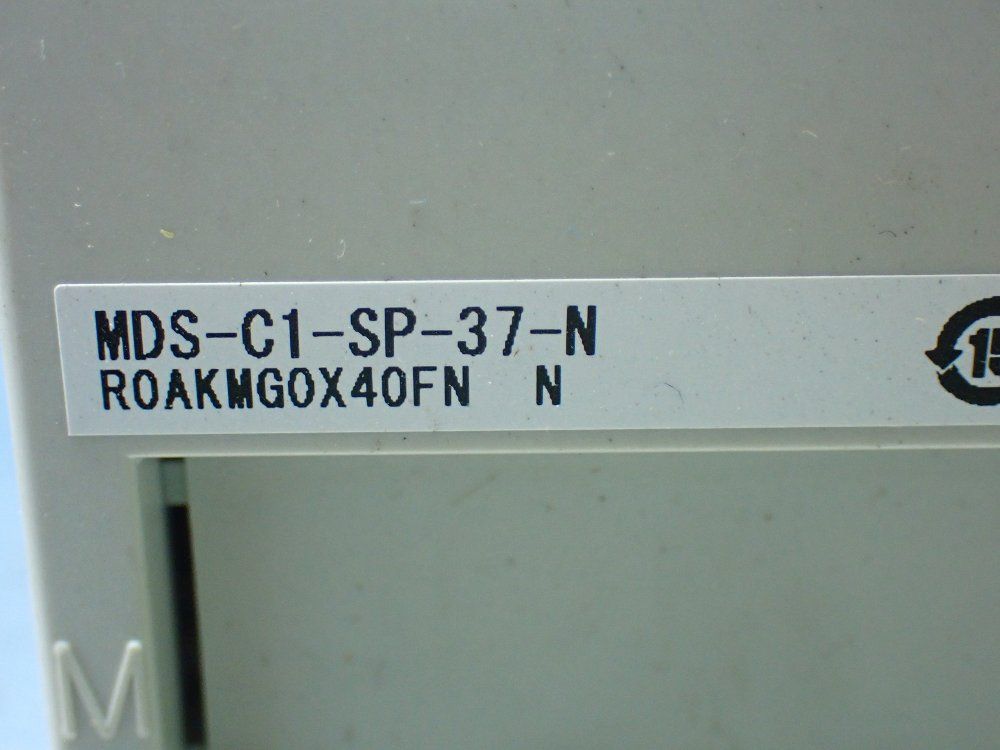 MDS-C1-SP-37-N
R0AKMG0X40FN N
15
M